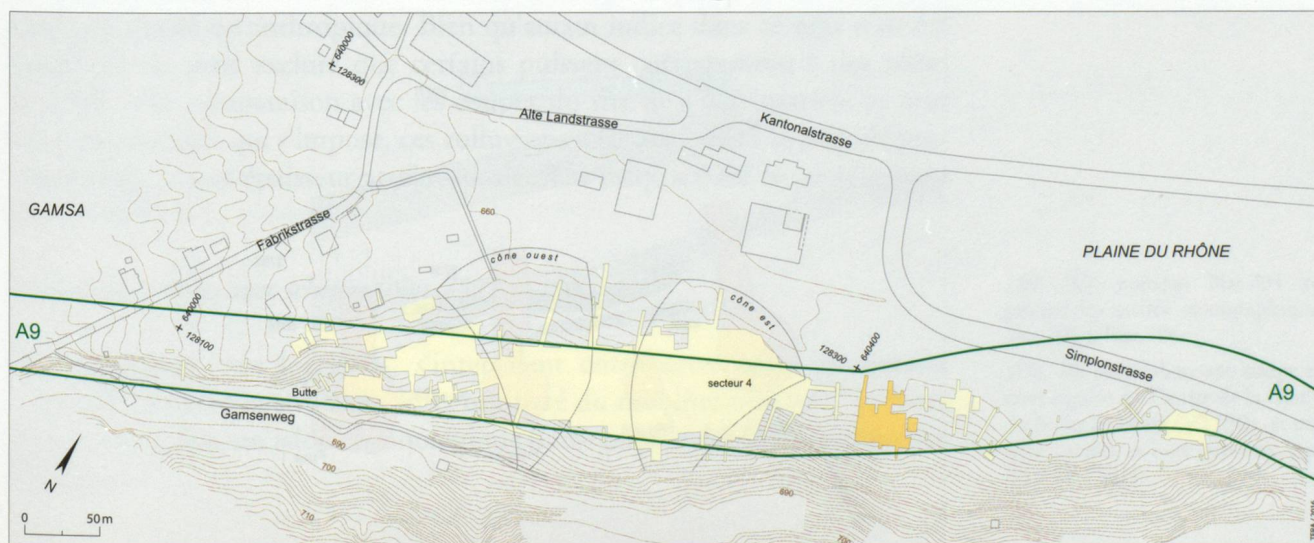 640000
128300
Alte Landstrasse
Kantonalstrasse
GAMSA
Fabrikstrasse
660
cône ouest
PLAINE DU RHÔNE
cône est
A9
640000
128100
128300
640400
Simplonstrasse
A9
Butte
secteur 4
Gamsenweg
690
700
710
690
700
N
0 50 m